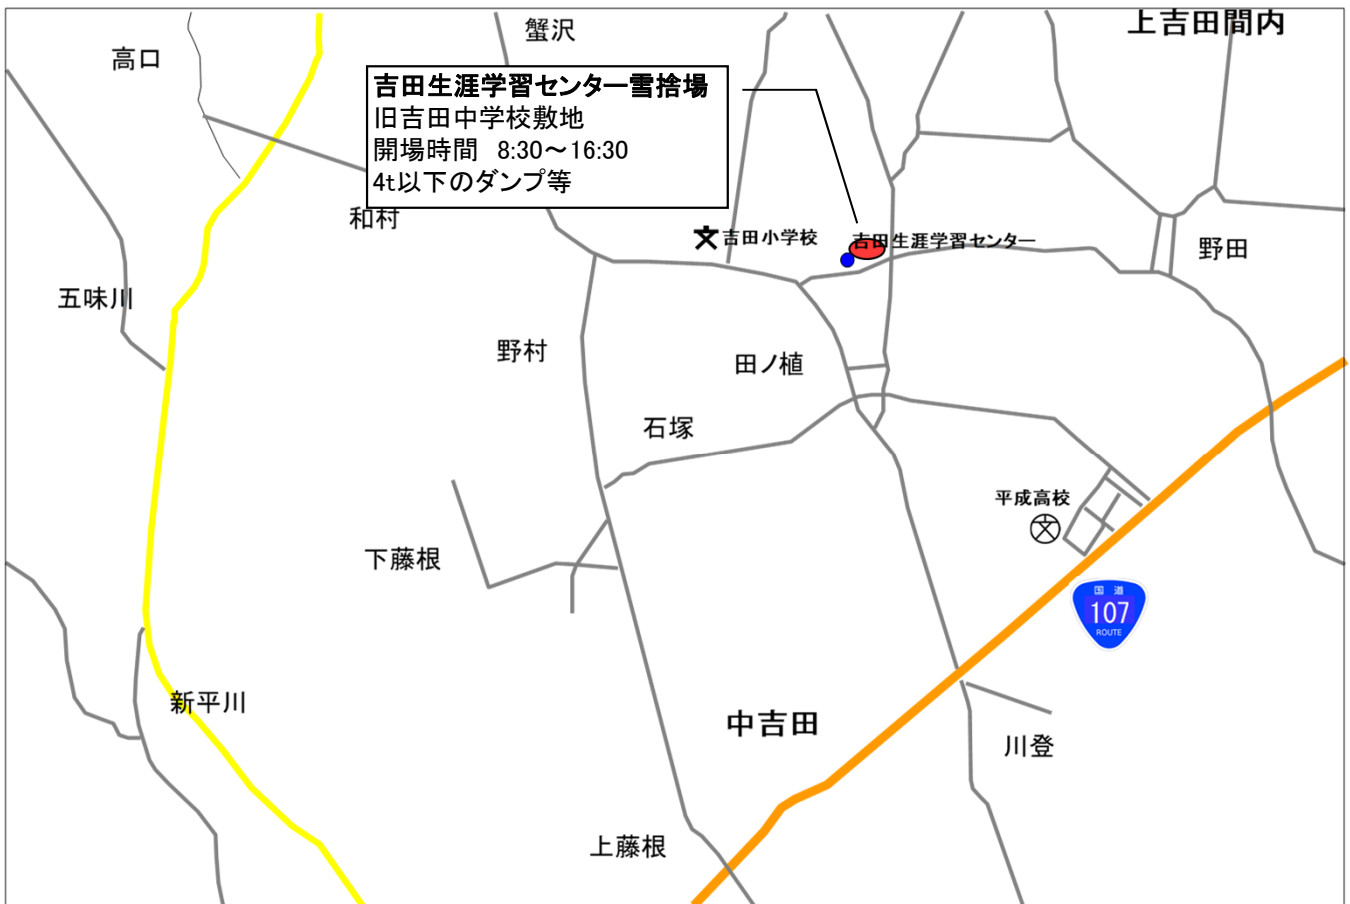 上吉田間内
蟹沢
高口
吉田生涯学習センター雪捨場
旧吉田中学校敷地
開場時間 8:30～16:30
4t以下のダンプ等
和村
吉田小学校
吉田生涯学習センター
野田
五味川
野村
田ノ植
石塚
平成高校
下藤根
国道
107
ROUTE
新平川
中吉田
川登
上藤根